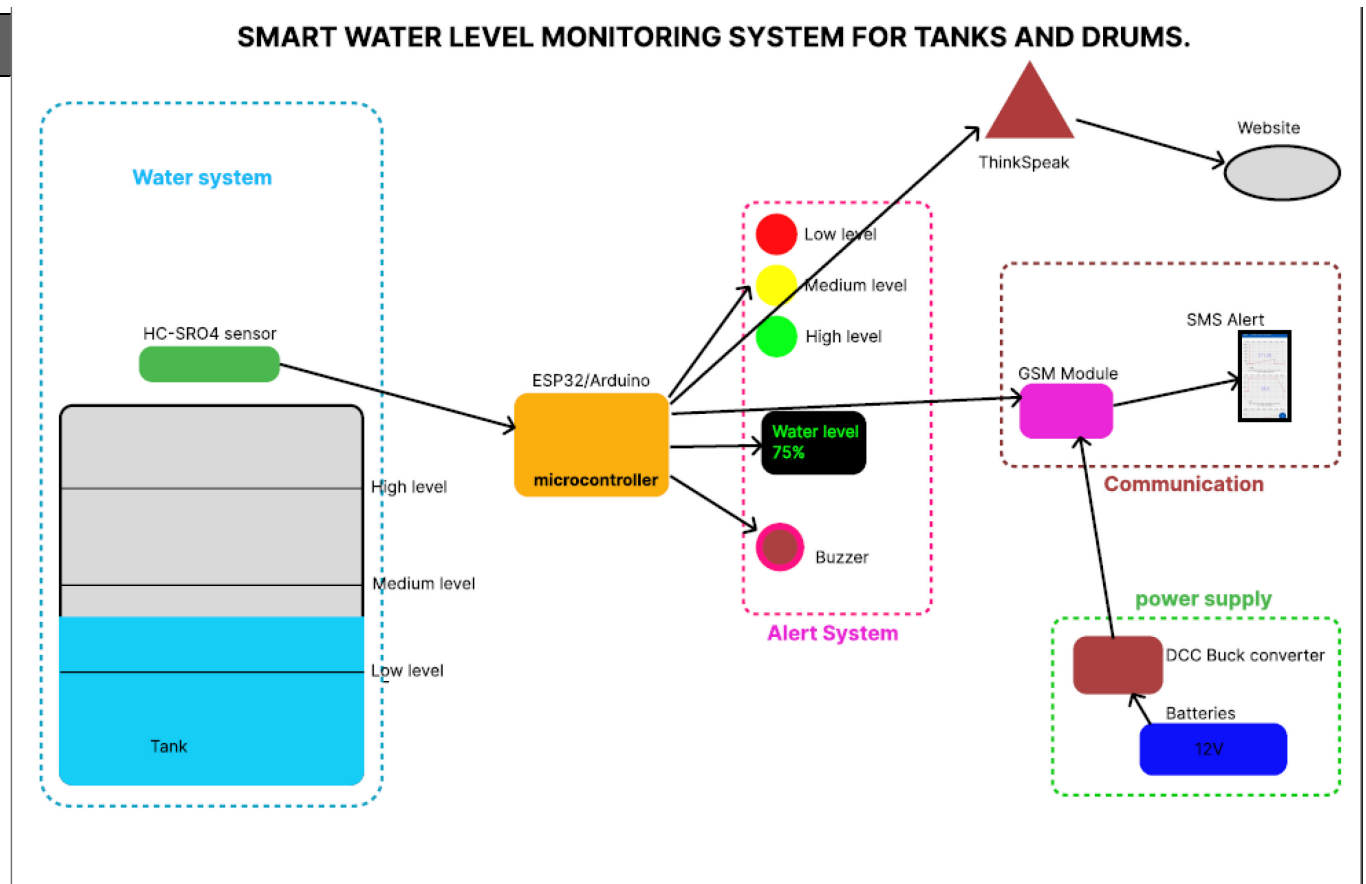 SMART WATER LEVEL MONITORING SYSTEM FOR TANKS AND DRUMS.
Water system
HC-SRO4 sensor
High level
Medium level
Low level
Tank
ESP32/Arduino
microcontroller
Low level
Medium level
High level
Water level
75%
Buzzer
Alert System
ThinkSpeak
Website
SMS Alert
GSM Module
Communication
power supply
DCC Buck converter
Batteries
12V